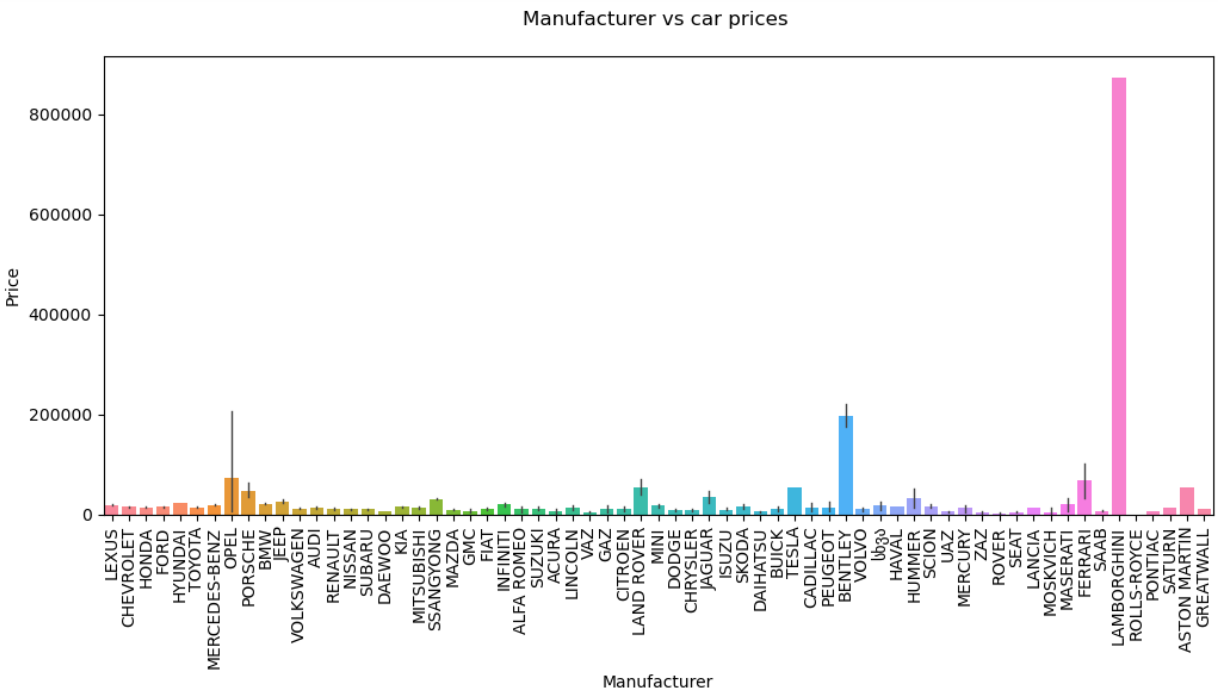 Manufacturer vs car prices
800000
600000
400000
200000
0
Price
LEXUS
CHEVROLET
HONDA
FORD
HYUNDAI
TOYOTA
MERCEDES-BENZ
OPEL
PORSCHE
BMW
JEEP
VOLKSWAGEN
AUDI
RENAULT
NISSAN
SUBARU
DAEWOO
KIA
MITSUBISHI
SSANGYONG
MAZDA
GMC
FIAT
INFINITI
ALFA ROMEO
SUZUKI
ACURA
LINCOLN
VAZ
GAZ
CITROEN
LAND ROVER
MINI
DODGE
CHRYSLER
JAGUAR
ISUZU
SKODA
DAIHATSU
BUICK
TESLA
CADILLAC
PEUGEOT
BENTLEY
VOLVO
სხვა
HAVAL
HUMMER
SCION
UAZ
MERCURY
ZAZ
ROVER
SEAT
LANCIA
MOSKVICH
MASERATI
FERRARI
SAAB
LAMBORGHINI
ROLLS-ROYCE
PONTIAC
SATURN
ASTON MARTIN
GREATWALL
Manufacturer